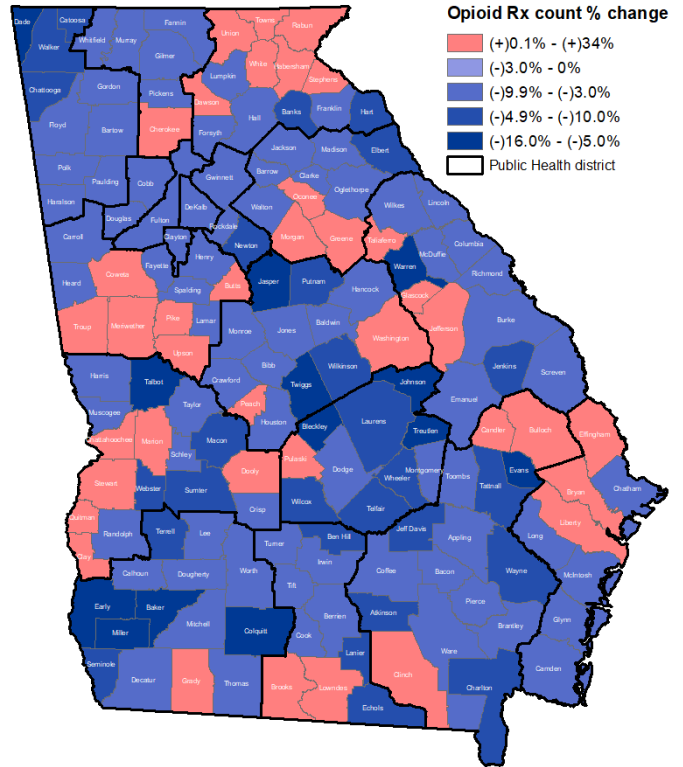 Opioid Rx count % change
(+)0.1% - (+)34%
(-)3.0% - 0%
(-)9.9% - (-)3.0%
(-)4.9% - (-)10.0%
(-)16.0% - (-)5.0%
Public Health district
Dade
Catoosa
Fannin
Towns
Rabun
Walker
Whitfield
Murray
Union
Gilmer
White
Habersham
Chattooga
Gordon
Pickens
Lumpkin
Stephens
Dawson
Banks
Franklin
Hart
Floyd
Bartow
Cherokee
Forsyth
Hall
Jackson
Madison
Elbert
Polk
Paulding
Cobb
Gwinnett
Barrow
Clarke
Oglethorpe
Haralson
Douglas
Fulton
DeKalb
Walton
Oconee
Wilkes
Lincoln
Carroll
Clayton
Rockdale
Newton
Morgan
Greene
Taliaferro
McDuffie
Columbia
Heard
Coweta
Fayette
Henry
Spalding
Butts
Jasper
Putnam
Hancock
Warren
Richmond
Glascock
Troup
Meriwether
Pike
Lamar
Monroe
Jones
Baldwin
Washington
Jefferson
Burke
Upson
Harris
Talbot
Crawford
Bibb
Twiggs
Wilkinson
Johnson
Jenkins
Screven
Muscogee
Taylor
Peach
Houston
Bleckley
Laurens
Treutlen
Emanuel
Chattahoochee
Marion
Schley
Macon
Pulaski
Dodge
Candler
Bulloch
Effingham
Stewart
Webster
Sumter
Dooly
Wilcox
Wheeler
Montgomery
Toombs
Tattnall
Evans
Bryan
Chatham
Quitman
Randolph
Terrell
Lee
Crisp
Telfair
Liberty
Clay
Calhoun
Dougherty
Worth
Turner
Ben Hill
Irwin
Jeff Davis
Appling
Long
McIntosh
Early
Baker
Mitchell
Colquitt
Tift
Coffee
Bacon
Wayne
Miller
Berrien
Atkinson
Pierce
Glynn
Seminole
Decatur
Grady
Thomas
Cook
Lanier
Clinch
Ware
Brantley
Brooks
Lowndes
Echols
Charlton
Camden